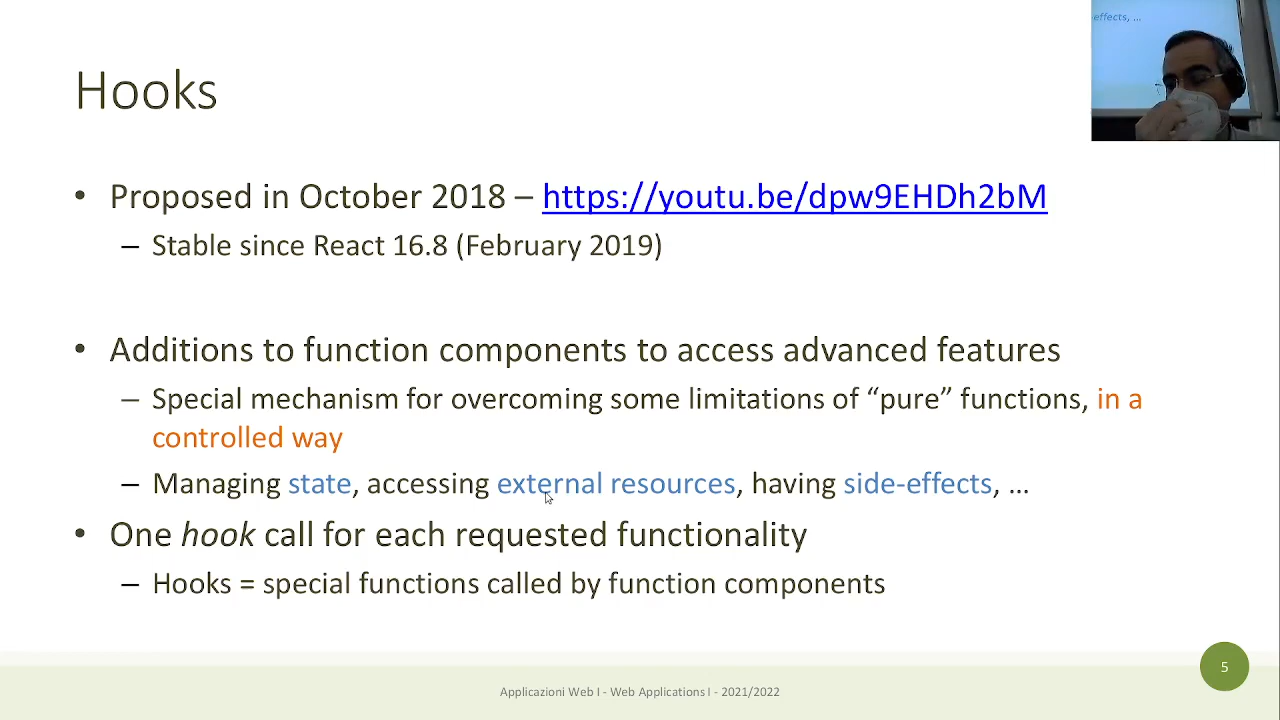 effects, ...
Hooks
• Proposed in October 2018 – https://youtu.be/dpw9EHDh2bM
– Stable since React 16.8 (February 2019)
• Additions to function components to access advanced features
– Special mechanism for overcoming some limitations of “pure” functions, in a
controlled way
– Managing state, accessing external resources, having side-effects, …
• One hook call for each requested functionality
– Hooks = special functions called by function components
5
Applicazioni Web I - Web Applications I - 2021/2022